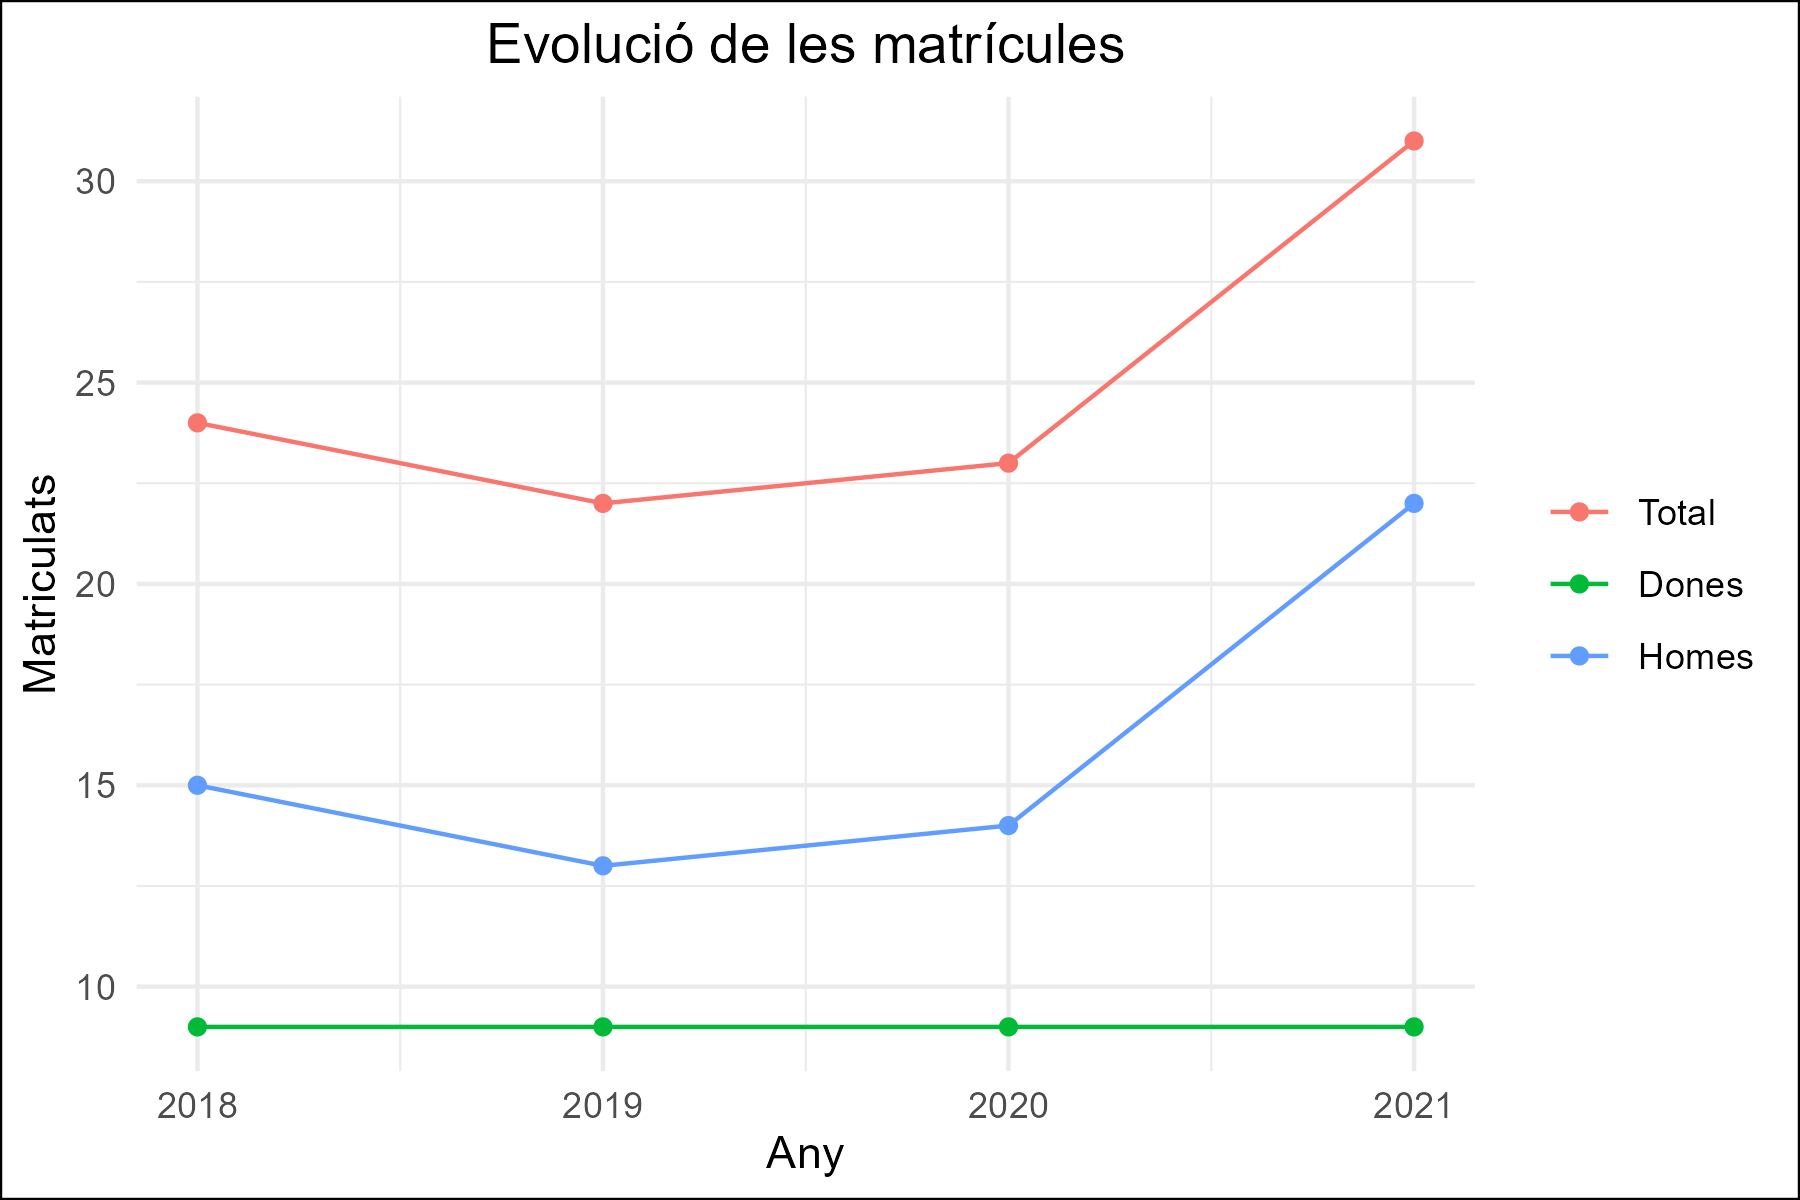 Evolució de les matrícules
Matriculats
30
25
20
15
10
2018 2019 2020 2021
Any
Total
Dones
Homes